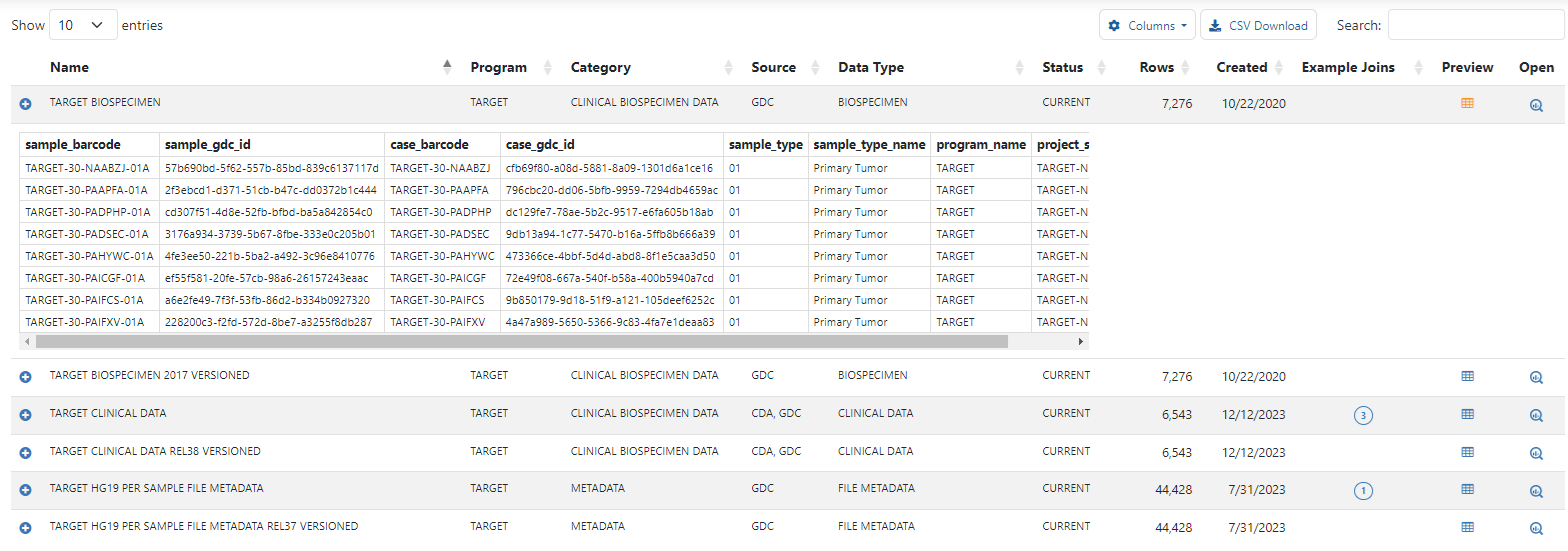 Show 10 entries Columns CSV Download Search:
Name Program Category Source Data Type Status Rows Created Example Joins Preview Open
TARGET BIOSPECIMEN TARGET CLINICAL BIOSPECIMEN DATA GDC BIOSPECIMEN CURRENT 7,276 10/22/2020
sample_barcode sample_gdc_id case_barcode case_gdc_id sample_type sample_type_name program_name project_s
TARGET-30-NAABZJ-01A 57b690bd-5f62-557b-85bd-839c6137117d TARGET-30-NAABZJ cfb69f80-a08d-5881-8a09-1301d6a1ce16 01 Primary Tumor TARGET TARGET-N
TARGET-30-PAAPFA-01A 2f3ebcd1-d371-51cb-b47c-dd0372b1c444 TARGET-30-PAAPFA 796cbc20-dd06-5bfb-9959-7294db4659ac 01 Primary Tumor TARGET TARGET-N
TARGET-30-PADPHP-01A cd307f51-4d8e-52fb-bfbd-ba5a842854c0 TARGET-30-PADPHP dc129fe7-78ae-5b2c-9517-e6fa605b18ab 01 Primary Tumor TARGET TARGET-N
TARGET-30-PADSEC-01A 3176a934-3739-5b67-8fbe-333e0c205b01 TARGET-30-PADSEC 9db13a94-1c77-5470-b16a-5ffb8b666a39 01 Primary Tumor TARGET TARGET-N
TARGET-30-PAHYWC-01A 4fe3ee50-221b-5ba2-a492-3c96e8410776 TARGET-30-PAHYWC 473366ce-4bbf-5d4d-abd8-8f1e5caa3d50 01 Primary Tumor TARGET TARGET-N
TARGET-30-PAICGF-01A ef55f581-20fe-57cb-98a6-26157243eaac TARGET-30-PAICGF 72e49f08-667a-540f-b58a-400b5940a7cd 01 Primary Tumor TARGET TARGET-N
TARGET-30-PAIFCS-01A a6e2fe49-7f3f-53fb-86d2-b334b0927320 TARGET-30-PAIFCS 9b850179-9d18-51f9-a121-105deef6252c 01 Primary Tumor TARGET TARGET-N
TARGET-30-PAIFXV-01A 228200c3-f2fd-572d-8be7-a3255f8db287 TARGET-30-PAIFXV 4a47a989-5650-5366-9c83-4fa7e1deaa83 01 Primary Tumor TARGET TARGET-N
TARGET BIOSPECIMEN 2017 VERSIONED TARGET CLINICAL BIOSPECIMEN DATA GDC BIOSPECIMEN CURRENT 7,276 10/22/2020
TARGET CLINICAL DATA TARGET CLINICAL BIOSPECIMEN DATA CDA, GDC CLINICAL DATA CURRENT 6,543 12/12/2023 3
TARGET CLINICAL DATA REL38 VERSIONED TARGET CLINICAL BIOSPECIMEN DATA CDA, GDC CLINICAL DATA CURRENT 6,543 12/12/2023
TARGET HG19 PER SAMPLE FILE METADATA TARGET METADATA GDC FILE METADATA CURRENT 44,428 7/31/2023 1
TARGET HG19 PER SAMPLE FILE METADATA REL37 VERSIONED TARGET METADATA GDC FILE METADATA CURRENT 44,428 7/31/2023